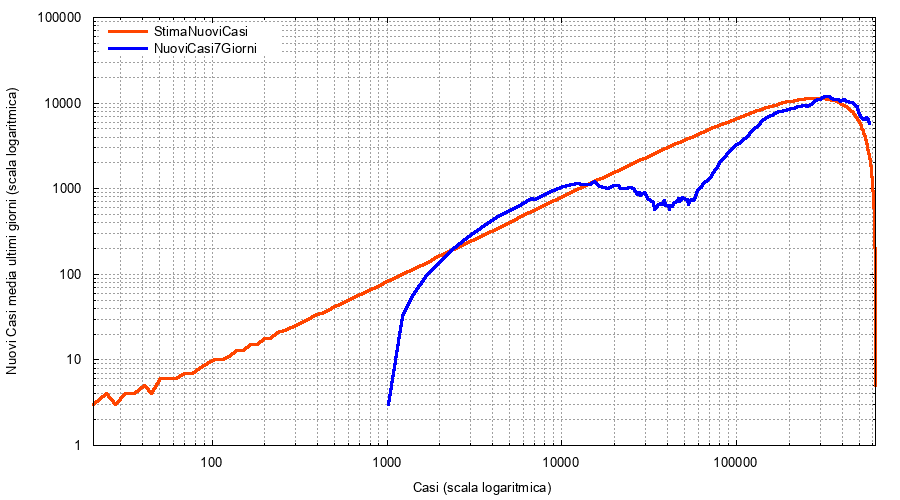 100000
StimaNuoviCasi
NuoviCasi7Giorni
10000
1000
100
10
1
Nuovi Casi media ultimi giorni (scala logaritmica)
100 1000 10000 100000
Casi (scala logaritmica)